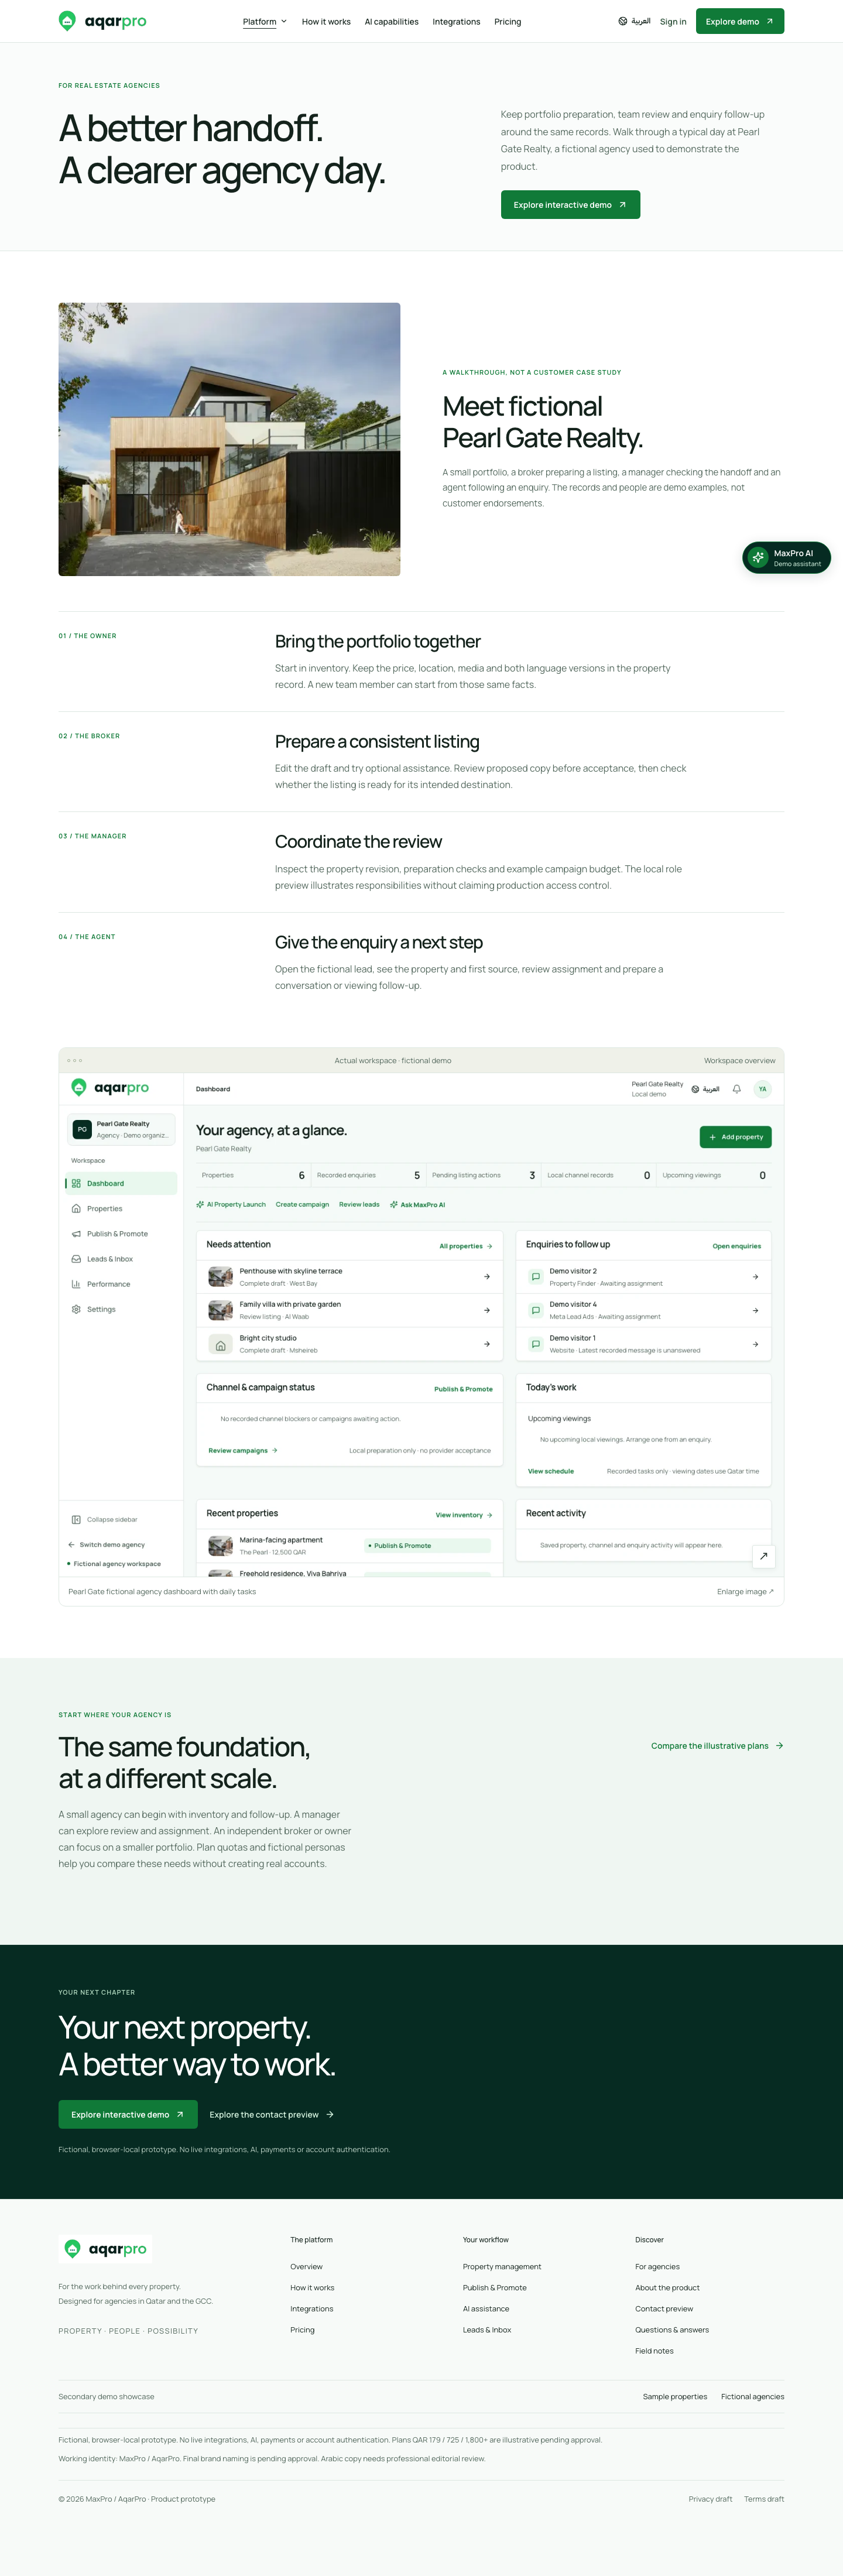 aqarpro
Platform
How it works
AI capabilities
Integrations
Pricing
العربية
Sign in
Explore demo
FOR REAL ESTATE AGENCIES
A better handoff.
A clearer agency day.
Keep portfolio preparation, team review and enquiry follow-up
around the same records. Walk through a typical day at Pearl
Gate Realty, a fictional agency used to demonstrate the
product.
Explore interactive demo
A WALKTHROUGH, NOT A CUSTOMER CASE STUDY
Meet fictional
Pearl Gate Realty.
A small portfolio, a broker preparing a listing, a manager checking the handoff and an
agent following an enquiry. The records and people are demo examples, not
customer endorsements.
MaxPro AI
Demo assistant
01 / THE OWNER
Bring the portfolio together
Start in inventory. Keep the price, location, media and both language versions in the property
record. A new team member can start from those same facts.
02 / THE BROKER
Prepare a consistent listing
Edit the draft and try optional assistance. Review proposed copy before acceptance, then check
whether the listing is ready for its intended destination.
03 / THE MANAGER
Coordinate the review
Inspect the property revision, preparation checks and example campaign budget. The local role
preview illustrates responsibilities without claiming production access control.
04 / THE AGENT
Give the enquiry a next step
Open the fictional lead, see the property and first source, review assignment and prepare a
conversation or viewing follow-up.
Actual workspace · fictional demo
Workspace overview
aqarpro
Dashboard
Pearl Gate Realty
Local demo
العربية
YA
PG
Pearl Gate Realty
Agency · Demo organiz...
Workspace
Dashboard
Properties
Publish & Promote
Leads & Inbox
Performance
Settings
Collapse sidebar
Switch demo agency
Fictional agency workspace
Your agency, at a glance.
Pearl Gate Realty
Add property
Properties 6
Recorded enquiries 5
Pending listing actions 3
Local channel records 0
Upcoming viewings 0
AI Property Launch
Create campaign
Review leads
Ask MaxPro AI
Needs attention
All properties
Penthouse with skyline terrace
Complete draft · West Bay
Family villa with private garden
Review listing · Al Waab
Bright city studio
Complete draft · Msheireb
Enquiries to follow up
Open enquiries
Demo visitor 2
Property Finder · Awaiting assignment
Demo visitor 4
Meta Lead Ads · Awaiting assignment
Demo visitor 1
Website · Latest recorded message is unanswered
Channel & campaign status
Publish & Promote
No recorded channel blockers or campaigns awaiting action.
Review campaigns
Local preparation only · no provider acceptance
Today's work
Upcoming viewings
No upcoming local viewings. Arrange one from an enquiry.
View schedule
Recorded tasks only · viewing dates use Qatar time
Recent properties
View inventory
Marina-facing apartment
The Pearl · 12,500 QAR
Publish & Promote
Freehold residence, Viva Bahriya
Recent activity
Saved property, channel and enquiry activity will appear here.
Pearl Gate fictional agency dashboard with daily tasks
Enlarge image ↗
START WHERE YOUR AGENCY IS
The same foundation,
at a different scale.
Compare the illustrative plans
A small agency can begin with inventory and follow-up. A manager
can explore review and assignment. An independent broker or owner
can focus on a smaller portfolio. Plan quotas and fictional personas
help you compare these needs without creating real accounts.
YOUR NEXT CHAPTER
Your next property.
A better way to work.
Explore interactive demo
Explore the contact preview
Fictional, browser-local prototype. No live integrations, AI, payments or account authentication.
aqarpro
For the work behind every property.
Designed for agencies in Qatar and the GCC.
PROPERTY · PEOPLE · POSSIBILITY
The platform
Overview
How it works
Integrations
Pricing
Your workflow
Property management
Publish & Promote
AI assistance
Leads & Inbox
Discover
For agencies
About the product
Contact preview
Questions & answers
Field notes
Secondary demo showcase
Sample properties
Fictional agencies
Fictional, browser-local prototype. No live integrations, AI, payments or account authentication. Plans QAR 179 / 725 / 1,800+ are illustrative pending approval.
Working identity: MaxPro / AqarPro. Final brand naming is pending approval. Arabic copy needs professional editorial review.
© 2026 MaxPro / AqarPro · Product prototype
Privacy draft
Terms draft